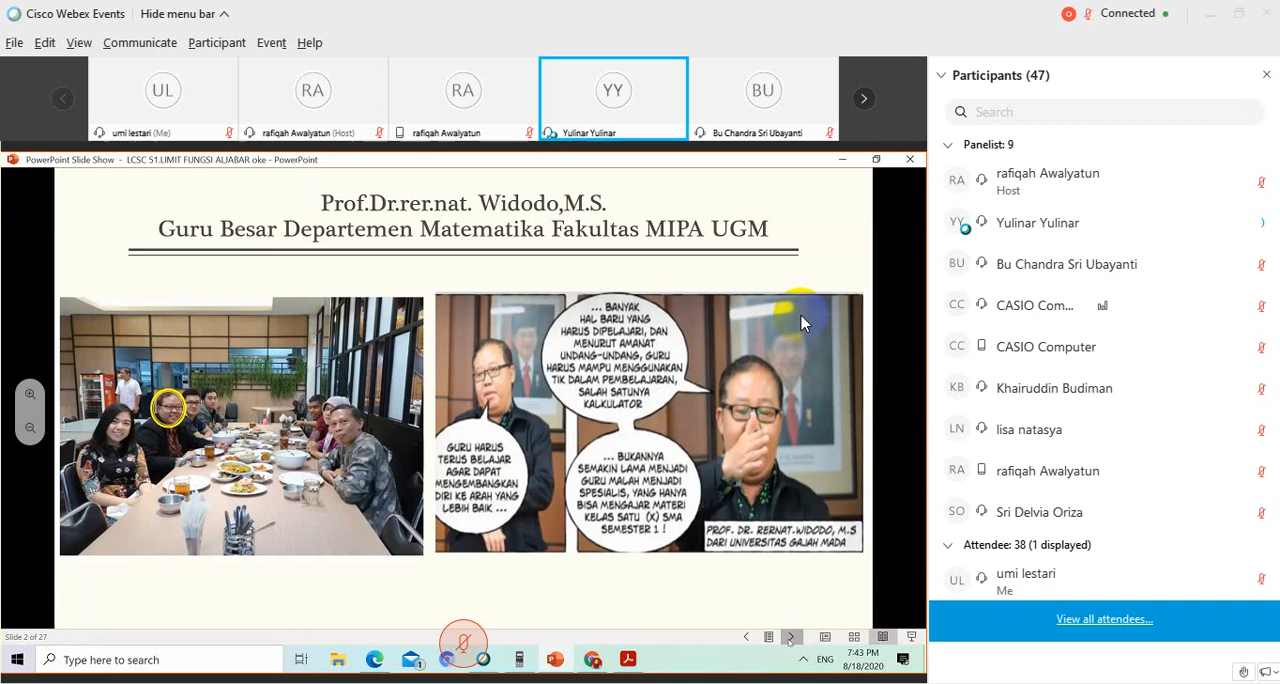 Cisco Webex Events
Hide menu bar
Connected
File Edit View Communicate Participant Event Help
UL
umi lestari (Me)
RA
rafiqah Awalyatun (Host)
RA
rafiqah Awalyatun
YY
Yulinar Yulinar
BU
Bu Chandra Sri Ubayanti
PowerPoint Slide Show - LCSC 51.LIMIT FUNGSI ALJABAR oke - PowerPoint
Prof.Dr.rer.nat. Widodo,M.S.
Guru Besar Departemen Matematika Fakultas MIPA UGM
GURU HARUS
TERUS BELAJAR
AGAR DAPAT
MENGEMBANGKAN
DIRI KE ARAH YANG
LEBIH BAIK ...
... BANYAK
HAL BARU YANG
HARUS DIPELAJARI, DAN
MENURUT AMANAT
UNDANG-UNDANG, GURU
HARUS MAMPU MENGGUNAKAN
TIK DALAM PEMBELAJARAN,
SALAH SATUNYA
KALKULATOR
... BUKANNYA
SEMAKIN LAMA MENJADI
GURU MALAH MENJADI
SPESIALIS, YANG HANYA
BISA MENGAJAR MATERI
KELAS SATU (X) SMA
SEMESTER 1 !
PROF. DR. RERNAT.WIDODO, M.S
DARI UNIVERSITAS GAJAH MADA
Slide 2 of 27
Type here to search
1
ENG
7:43 PM
8/18/2020
Participants (47)
Search
Panelist: 9
RA
rafiqah Awalyatun
Host
YY
Yulinar Yulinar
BU
Bu Chandra Sri Ubayanti
CC
CASIO Com...
CC
CASIO Computer
KB
Khairuddin Budiman
LN
lisa natasya
RA
rafiqah Awalyatun
SO
Sri Delvia Oriza
Attendee: 38 (1 displayed)
UL
umi lestari
Me
View all attendees...